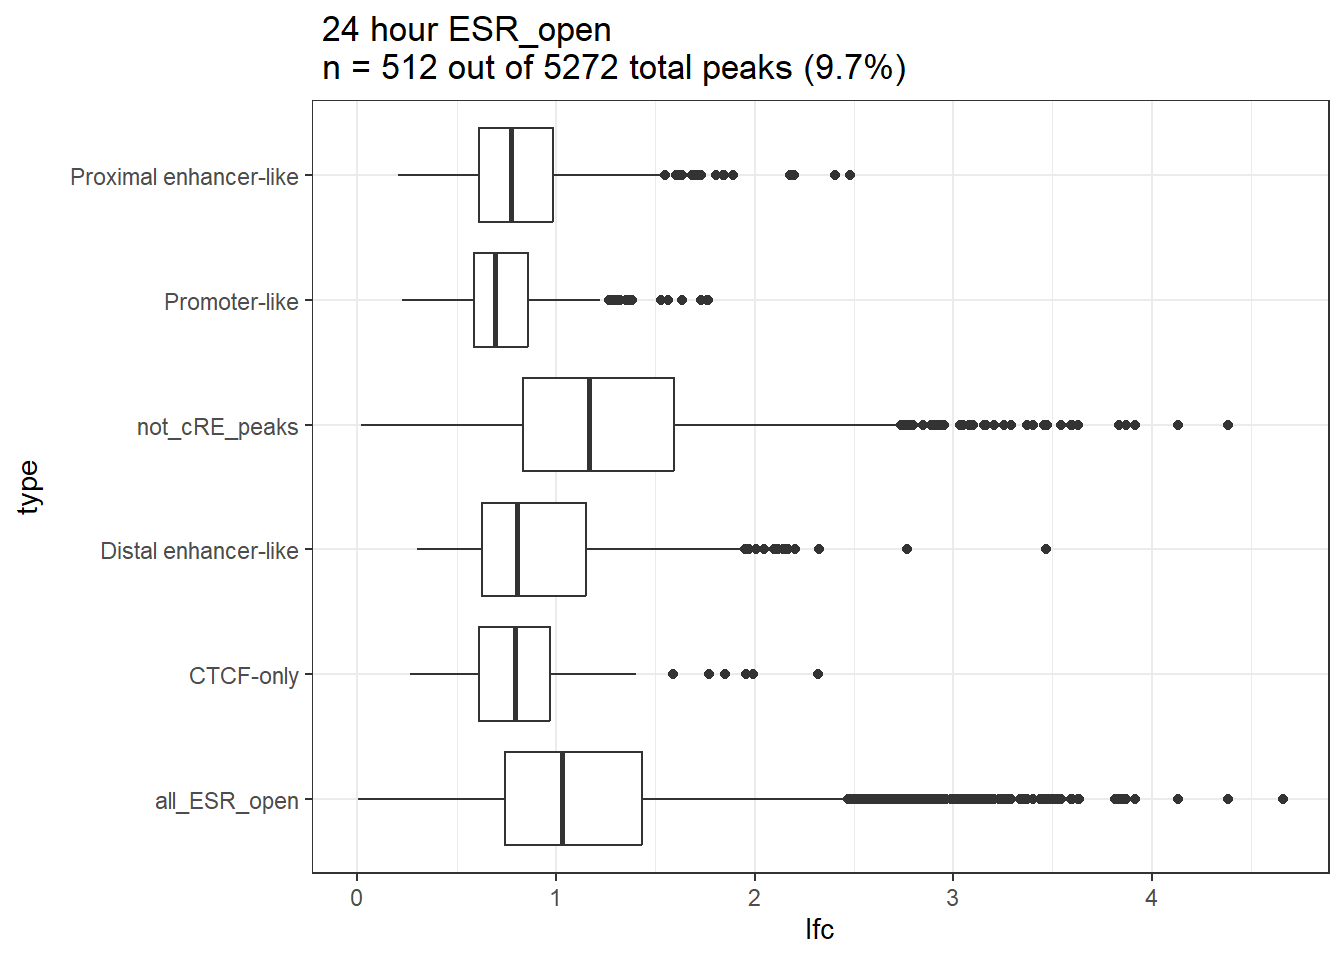 24 hour ESR_open
n = 512 out of 5272 total peaks (9.7%)
Proximal enhancer-like
Promoter-like
not_cRE_peaks
Distal enhancer-like
CTCF-only
all_ESR_open
type
0 1 2 3 4
lfc